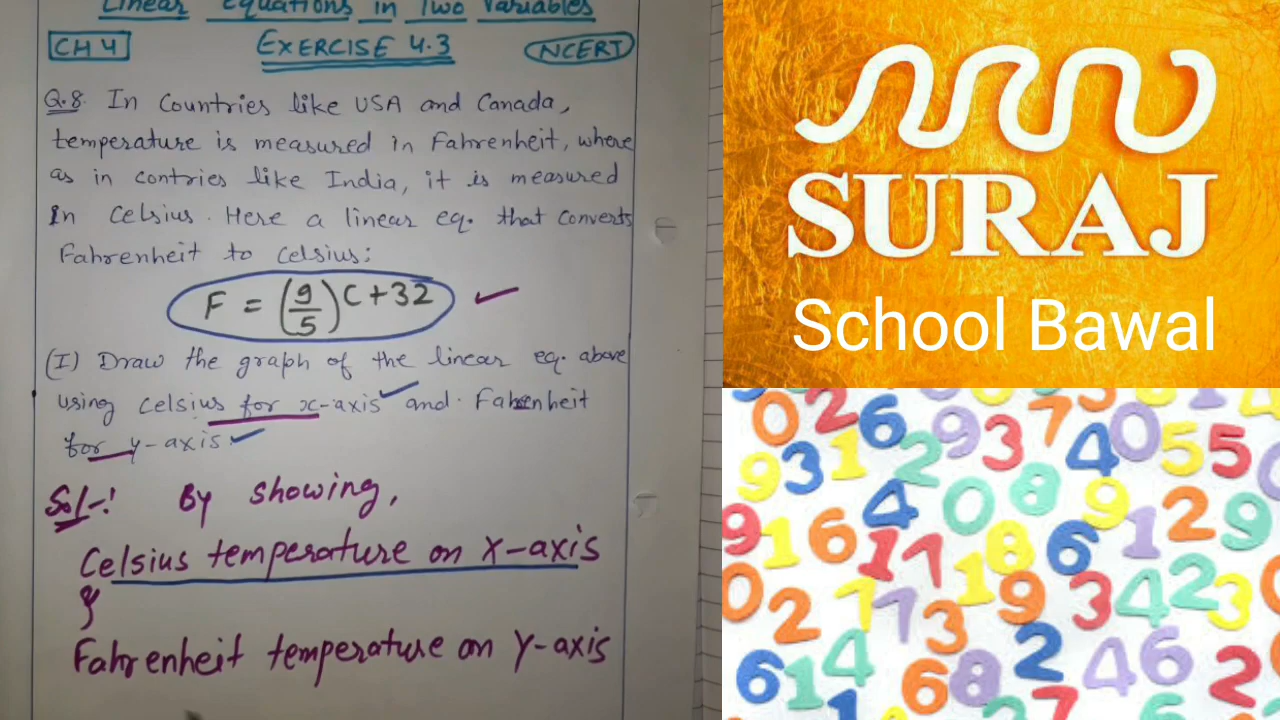 Linear Equations in Two Variables
CH 4 EXERCISE 4.3 NCERT
Q.8. In Countries like USA and Canada,
temperature is measured in Fahrenheit, where
as in contries like India, it is measured
in Celsius. Here a linear eq. that converts
Fahrenheit to Celsius:
F = (9/5) C + 32
(I) Draw the graph of the linear eq. above
using Celsius for x-axis and Fahrenheit
for y-axis.
Sol-:  By showing,
Celsius temperature on X-axis
&
Fahrenheit temperature on Y-axis
SURAJ
School Bawal